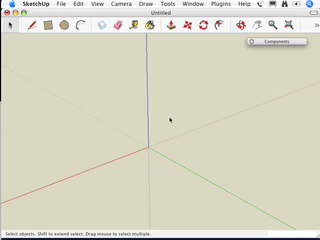 SketchUp File Edit View Camera Draw Tools Window Plugins Help
Untitled
Components
Select objects. Shift to extend select. Drag mouse to select multiple.